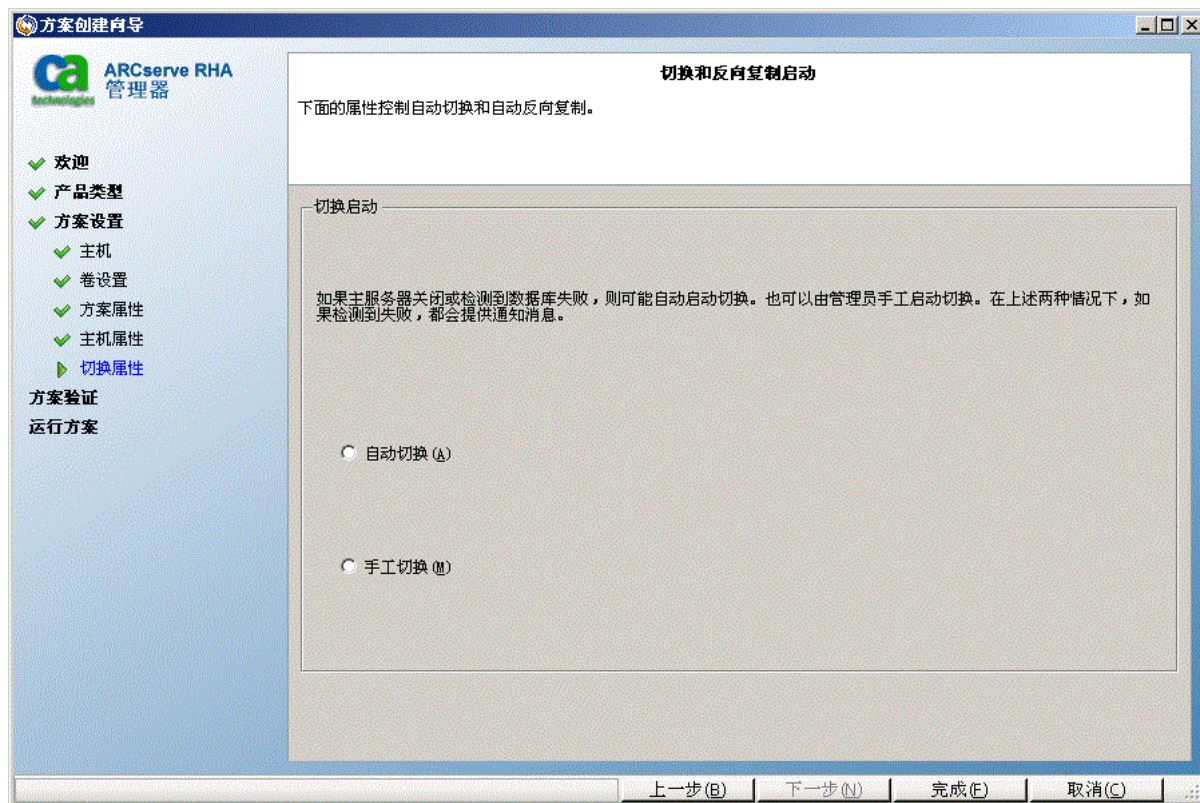 方案创建向导
ca
technologies
ARCserve RHA
管理器
欢迎
产品类型
方案设置
主机
卷设置
方案属性
主机属性
切换属性
方案验证
运行方案
切换和反向复制启动
下面的属性控制自动切换和自动反向复制。
切换启动
如果主服务器关闭或检测到数据库失败，则可能自动启动切换。也可以由管理员手工启动切换。在上述两种情况下，如
果检测到失败，都会提供通知消息。
自动切换(A)
手工切换(M)
上一步(B)
下一步(N)
完成(F)
取消(C)